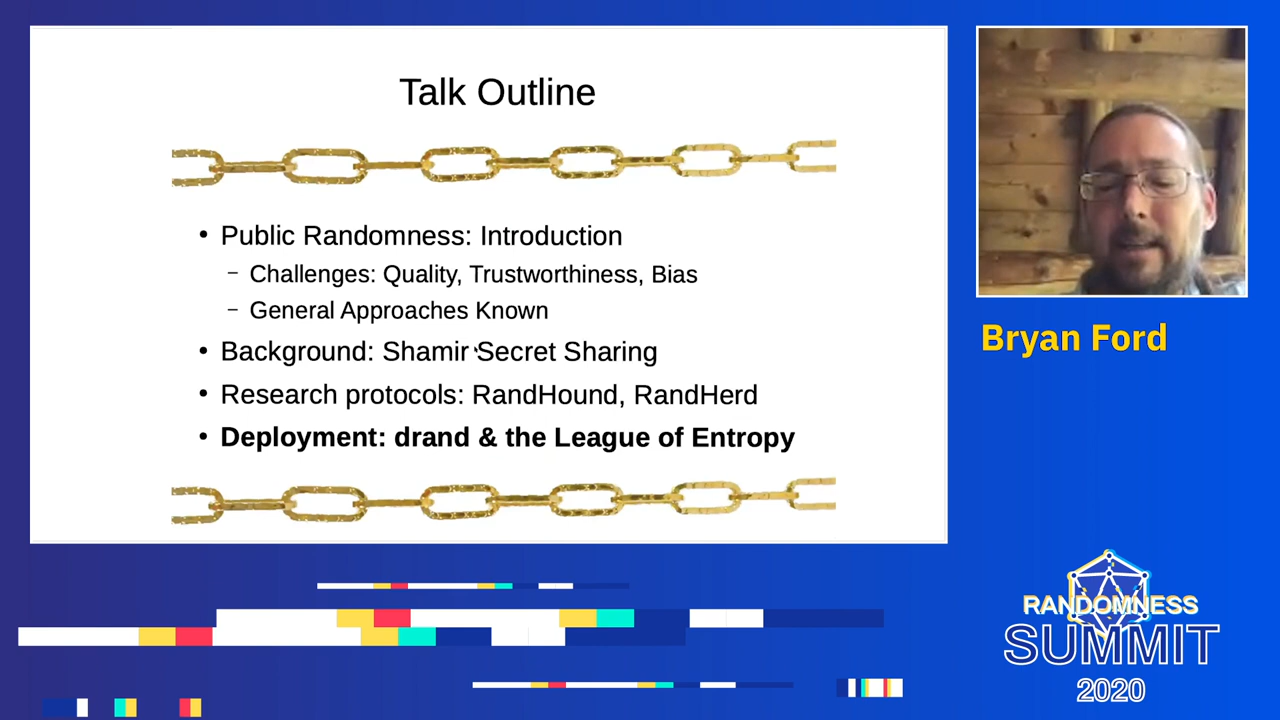 Talk Outline
• Public Randomness: Introduction
– Challenges: Quality, Trustworthiness, Bias
– General Approaches Known
• Background: Shamir Secret Sharing
• Research protocols: RandHound, RandHerd
• Deployment: drand & the League of Entropy
Bryan Ford
RANDOMNESS
SUMMIT
2020